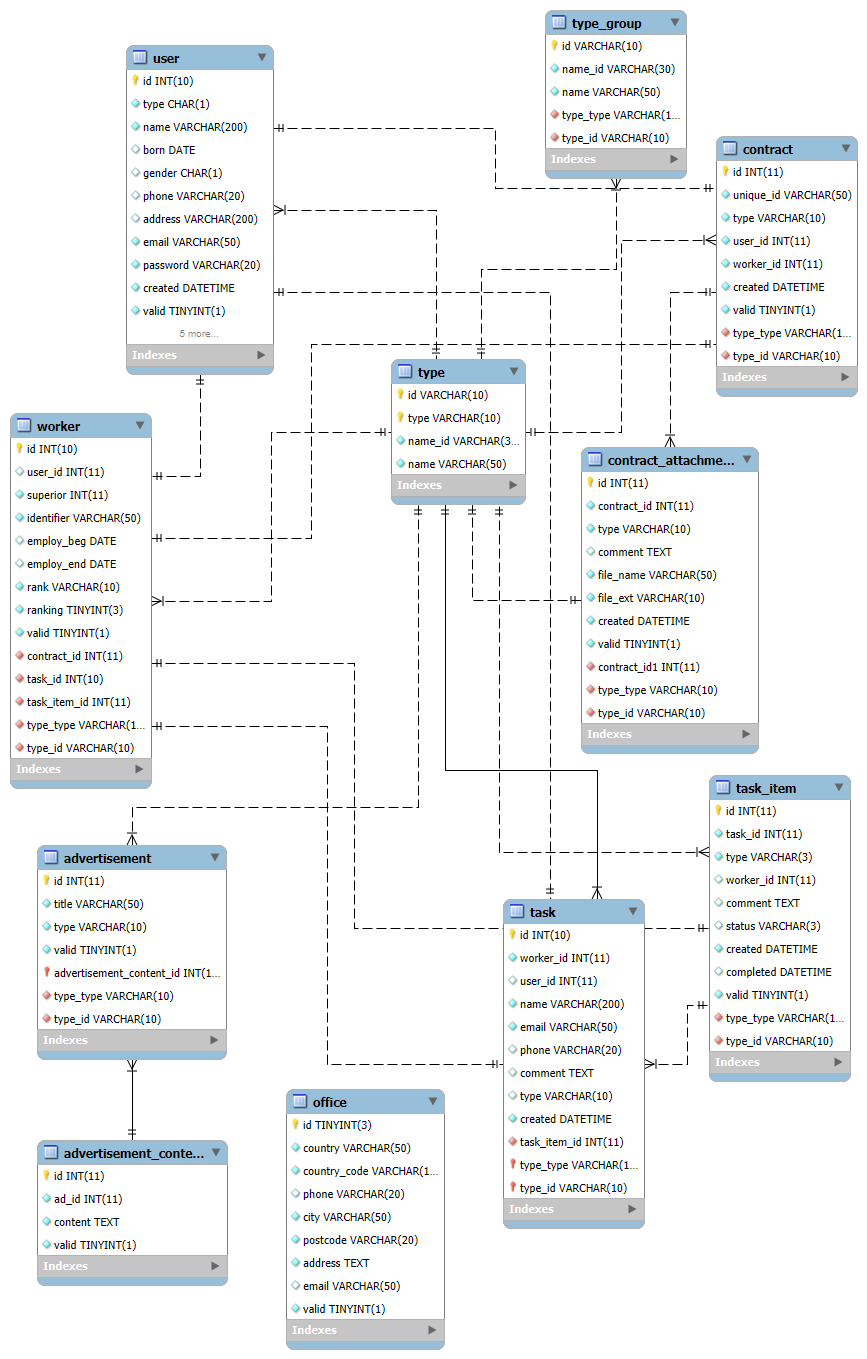 type_group
id VARCHAR(10)
name_id VARCHAR(30)
name VARCHAR(50)
type_type VARCHAR(1...
type_id VARCHAR(10)
Indexes
user
id INT(10)
type CHAR(1)
name VARCHAR(200)
born DATE
gender CHAR(1)
phone VARCHAR(20)
address VARCHAR(200)
email VARCHAR(50)
password VARCHAR(20)
created DATETIME
valid TINYINT(1)
5 more...
Indexes
contract
id INT(11)
unique_id VARCHAR(50)
type VARCHAR(10)
user_id INT(11)
worker_id INT(11)
created DATETIME
valid TINYINT(1)
type_type VARCHAR(1...
type_id VARCHAR(10)
Indexes
type
id VARCHAR(10)
type VARCHAR(10)
name_id VARCHAR(3...
name VARCHAR(50)
Indexes
worker
id INT(10)
user_id INT(11)
superior INT(11)
identifier VARCHAR(50)
employ_beg DATE
employ_end DATE
rank VARCHAR(10)
ranking TINYINT(3)
valid TINYINT(1)
contract_id INT(11)
task_id INT(10)
task_item_id INT(11)
type_type VARCHAR(1...
type_id VARCHAR(10)
Indexes
contract_attachme...
id INT(11)
contract_id INT(11)
type VARCHAR(10)
comment TEXT
file_name VARCHAR(50)
file_ext VARCHAR(10)
created DATETIME
valid TINYINT(1)
contract_id1 INT(11)
type_type VARCHAR(10)
type_id VARCHAR(10)
Indexes
task_item
id INT(11)
task_id INT(11)
type VARCHAR(3)
worker_id INT(11)
comment TEXT
status VARCHAR(3)
created DATETIME
completed DATETIME
valid TINYINT(1)
type_type VARCHAR(1...
type_id VARCHAR(10)
Indexes
advertisement
id INT(11)
title VARCHAR(50)
type VARCHAR(10)
valid TINYINT(1)
advertisement_content_id INT(1...
type_type VARCHAR(10)
type_id VARCHAR(10)
Indexes
task
id INT(10)
worker_id INT(11)
user_id INT(11)
name VARCHAR(200)
email VARCHAR(50)
phone VARCHAR(20)
comment TEXT
type VARCHAR(10)
created DATETIME
task_item_id INT(11)
type_type VARCHAR(1...
type_id VARCHAR(10)
Indexes
office
id TINYINT(3)
country VARCHAR(50)
country_code VARCHAR(1...
phone VARCHAR(20)
city VARCHAR(50)
postcode VARCHAR(20)
address TEXT
email VARCHAR(50)
valid TINYINT(1)
Indexes
advertisement_conte...
id INT(11)
ad_id INT(11)
content TEXT
valid TINYINT(1)
Indexes